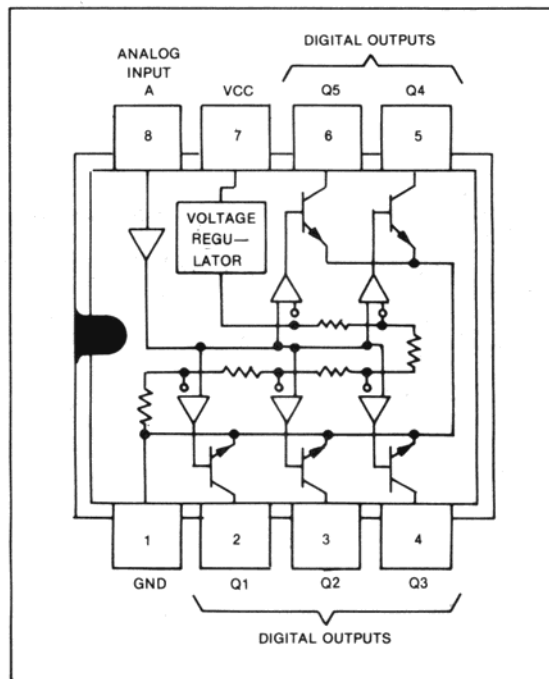 DIGITAL OUTPUTS
ANALOG
INPUT
A VCC Q5 Q4
8 7 6 5
VOLTAGE
REGU—
LATOR
1 2 3 4
GND Q1 Q2 Q3
DIGITAL OUTPUTS